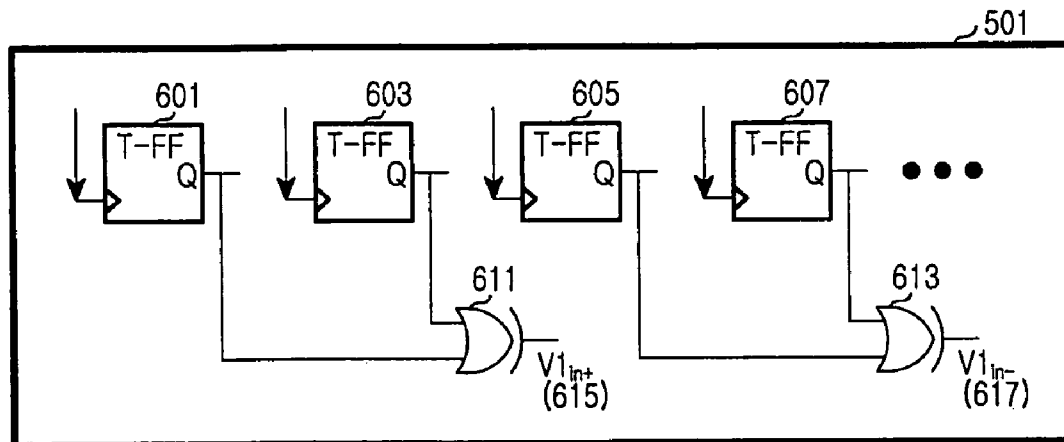 501
601 603 605 607
T-FF T-FF T-FF T-FF
Q Q Q Q
611 613
V1in+ V1in-
(615) (617)